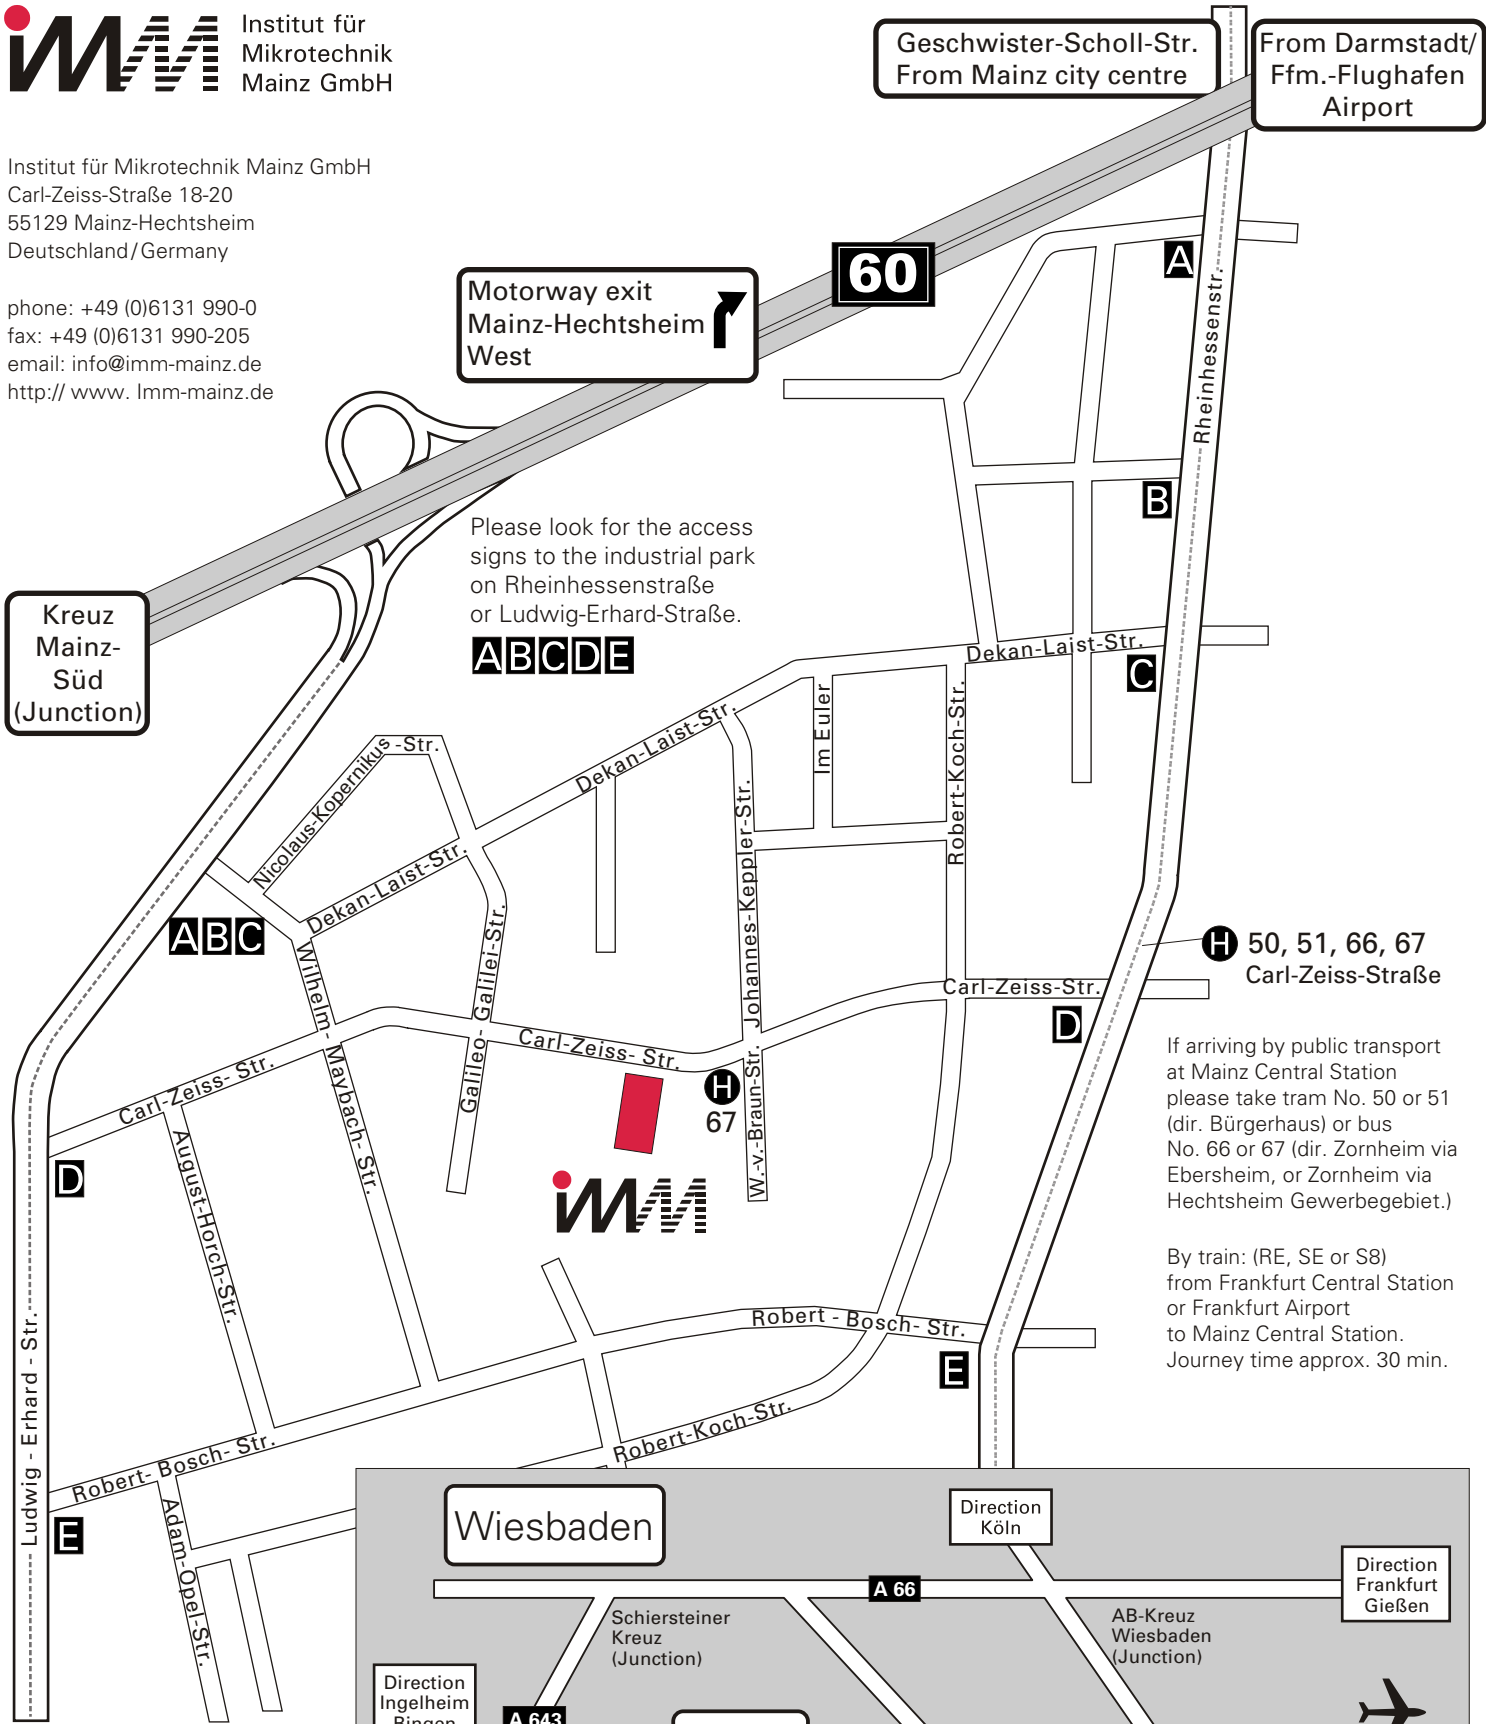 imm
Institut für
Mikrotechnik
Mainz GmbH
Institut für Mikrotechnik Mainz GmbH
Carl-Zeiss-Straße 18-20
55129 Mainz-Hechtsheim
Deutschland/Germany
phone: +49 (0)6131 990-0
fax: +49 (0)6131 990-205
email: info@imm-mainz.de
http:// www. Imm-mainz.de
Geschwister-Scholl-Str.
From Mainz city centre
From Darmstadt/
Ffm.-Flughafen
Airport
60
Motorway exit
Mainz-Hechtsheim
West
A
Rheinhessenstr.
B
Please look for the access
signs to the industrial park
on Rheinhessenstraße
or Ludwig-Erhard-Straße.
ABCDE
Kreuz
Mainz-
Süd
(Junction)
Dekan-Laist-Str.
C
Dekan-Laist-Str.
Im Euler
Robert-Koch-Str.
Nicolaus-Kopernikus-Str.
Dekan-Laist-Str.
Johannes-Keppler-Str.
ABC
Wilhelm-Maybach-Str.
Galileo-Galilei-Str.
H 50, 51, 66, 67
Carl-Zeiss-Straße
Carl-Zeiss-Str.
D
Carl-Zeiss-Str.
Carl-Zeiss-Str.
H
67
W.-v.-Braun-Str.
imm
D
August-Horch-Str.
If arriving by public transport
at Mainz Central Station
please take tram No. 50 or 51
(dir. Bürgerhaus) or bus
No. 66 or 67 (dir. Zornheim via
Ebersheim, or Zornheim via
Hechtsheim Gewerbegebiet.)
By train: (RE, SE or S8)
from Frankfurt Central Station
or Frankfurt Airport
to Mainz Central Station.
Journey time approx. 30 min.
Robert-Bosch-Str.
E
Robert-Koch-Str.
Ludwig-Erhard-Str.
Robert-Bosch-Str.
E
Adam-Opel-Str.
Wiesbaden
Direction
Köln
A 66
Direction
Frankfurt
Gießen
Schiersteiner
Kreuz
(Junction)
AB-Kreuz
Wiesbaden
(Junction)
Direction
Ingelheim
Bingen
A 643